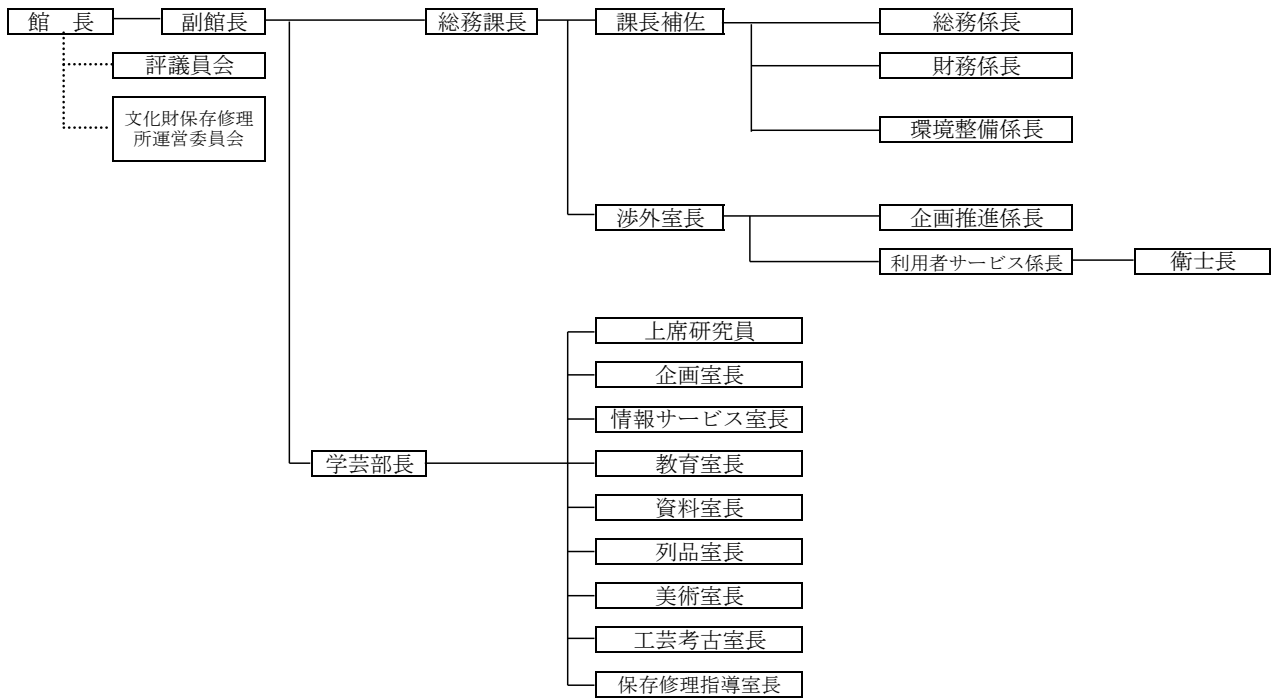 館　長
副館長
総務課長
課長補佐
総務係長
評議員会
財務係長
文化財保存修理
所運営委員会
環境整備係長
渉外室長
企画推進係長
利用者サービス係長
衛士長
上席研究員
企画室長
情報サービス室長
学芸部長
教育室長
資料室長
列品室長
美術室長
工芸考古室長
保存修理指導室長